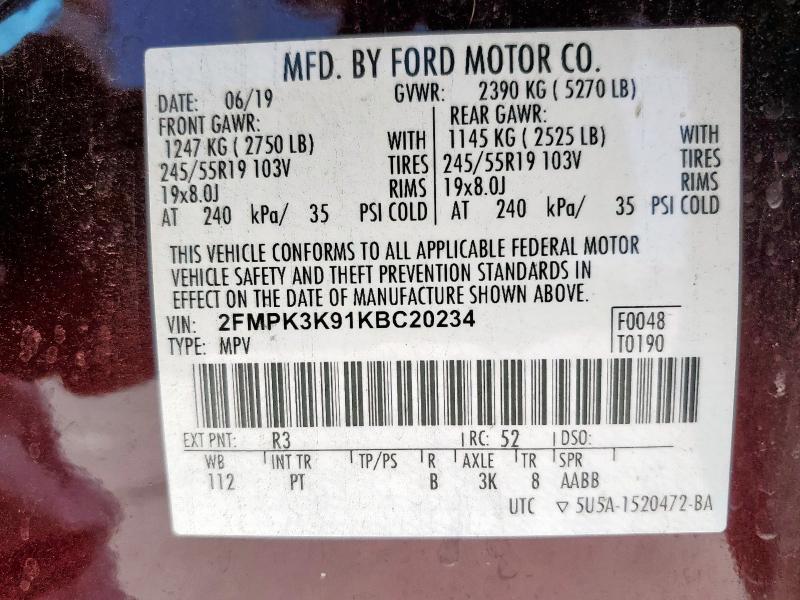 MFD. BY FORD MOTOR CO.
DATE: 06/19 GVWR: 2390 KG ( 5270 LB)
FRONT GAWR: REAR GAWR:
1247 KG ( 2750 LB) WITH 1145 KG ( 2525 LB) WITH
245/55R19 103V TIRES 245/55R19 103V TIRES
19x8.0J RIMS 19x8.0J RIMS
AT 240 kPa/ 35 PSI COLD AT 240 kPa/ 35 PSI COLD
THIS VEHICLE CONFORMS TO ALL APPLICABLE FEDERAL MOTOR
VEHICLE SAFETY AND THEFT PREVENTION STANDARDS IN
EFFECT ON THE DATE OF MANUFACTURE SHOWN ABOVE.
VIN: 2FMPK3K91KBC20234 F0048
TYPE: MPV T0190
EXT PNT: R3 RC: 52 DSO:
WB INT TR TP/PS R AXLE TR SPR
112 PT B 3K 8 AABB
UTC ▽ 5U5A-1520472-BA